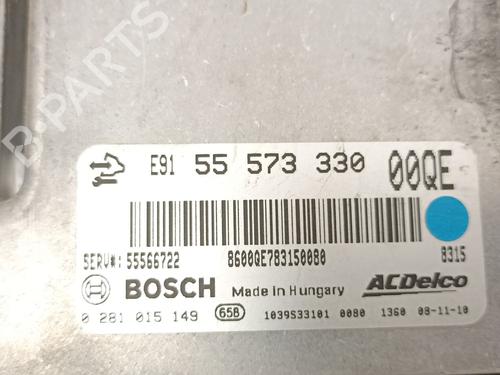 E91 55 573 330 00QE
SERV#: 55566722 8600QE783150080 8315
BOSCH Made in Hungary ACDelco
0 281 015 149 65B 1039S33101 0080 1360 08-11-10
B-PARTS